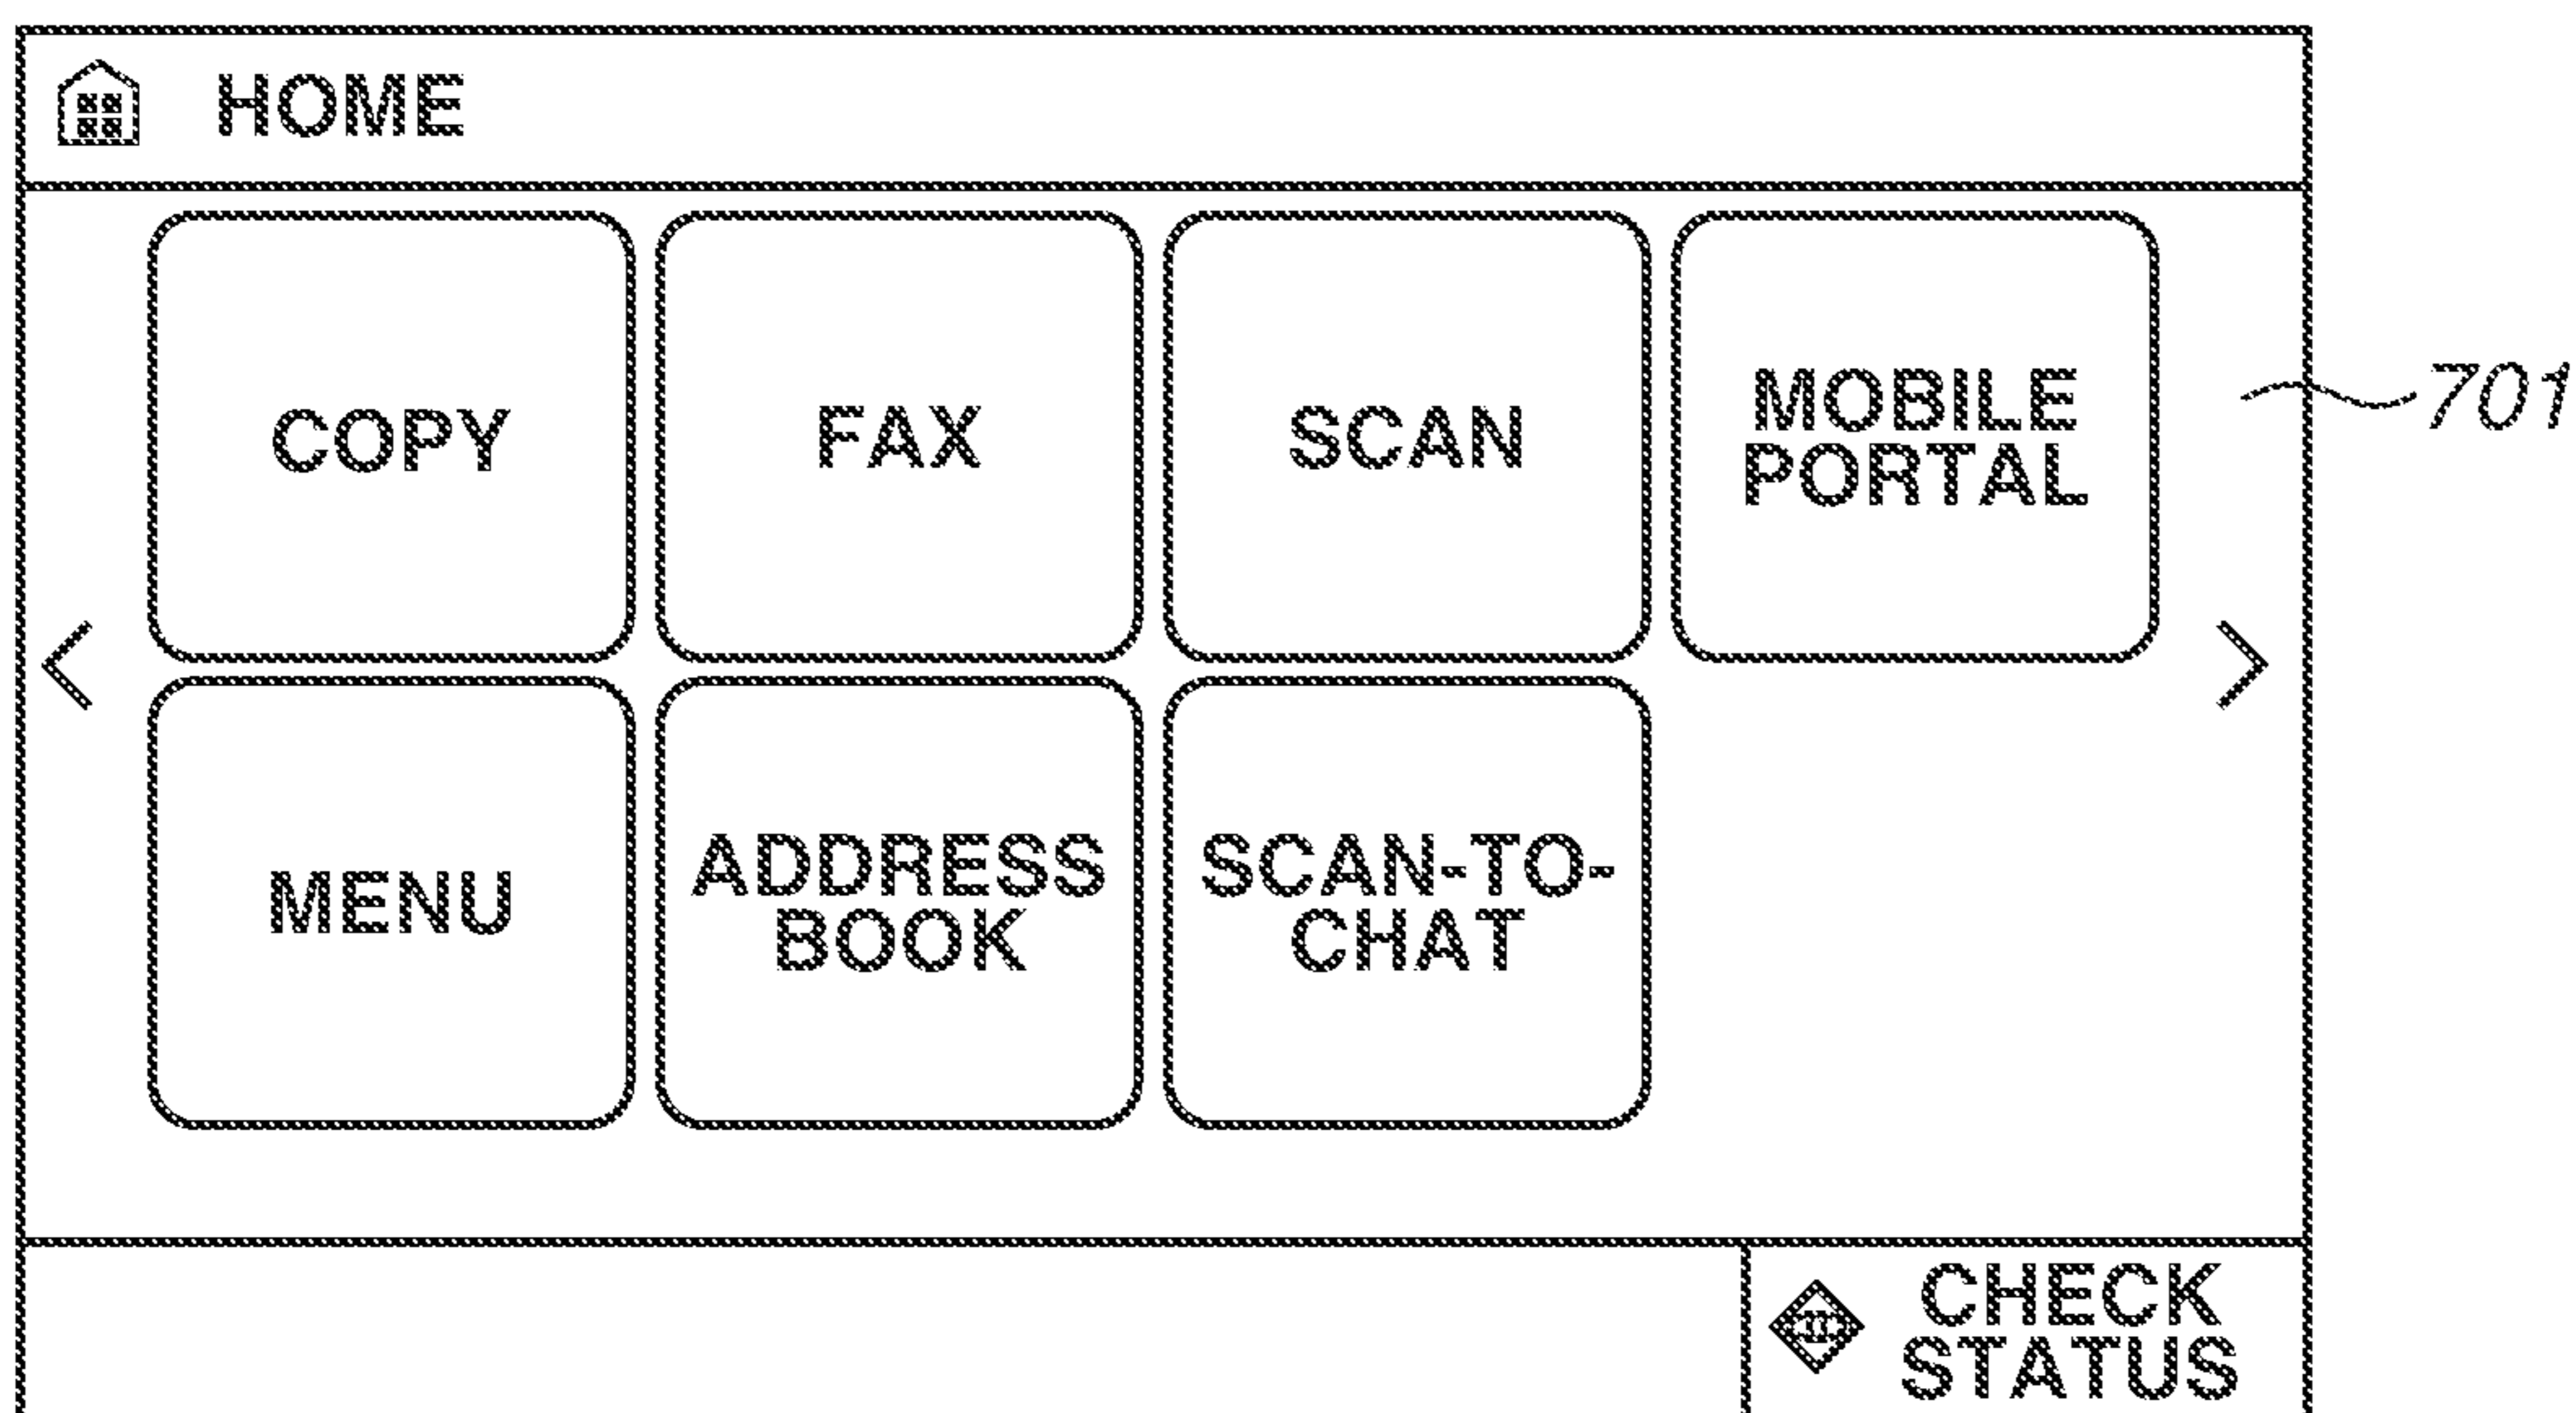 HOME
COPY
FAX
SCAN
MOBILE
PORTAL
701
MENU
ADDRESS
BOOK
SCAN-TO-
CHAT
CHECK
STATUS